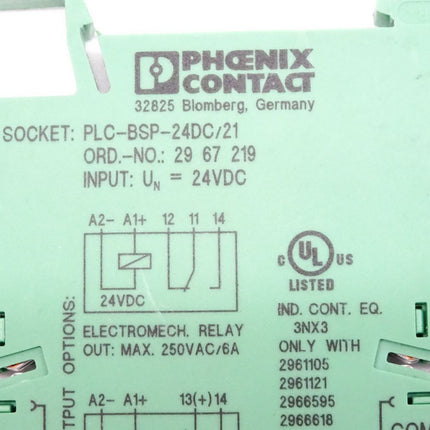 PHŒNIX
CONTACT
32825 Blomberg, Germany
SOCKET: PLC-BSP-24DC/21
ORD.-NO.: 29 67 219
INPUT: UN = 24VDC
A2- A1+ 12 11 14
24VDC
ELECTROMECH. RELAY
OUT: MAX. 250VAC/6A
A2- A1+ 13(+) 14
OPTIONS:
C UL US
LISTED
IND. CONT. EQ.
3NX3
ONLY WITH
2961105
2961121
2966595
2966618